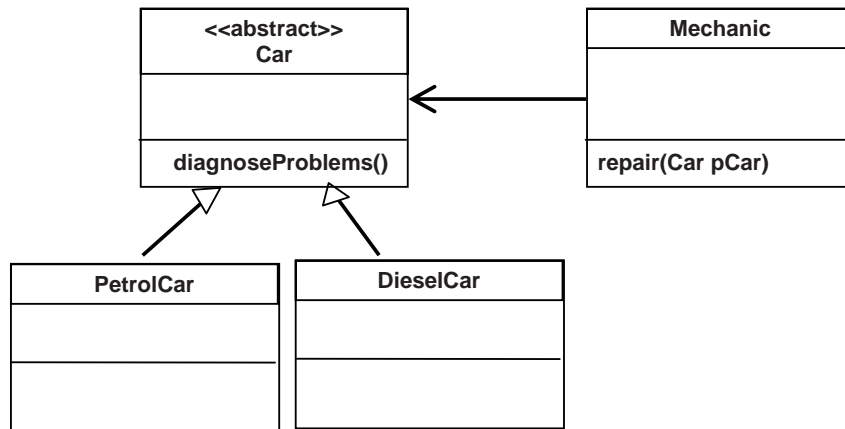 <<abstract>>
Car
diagnoseProblems()
Mechanic
repair(Car pCar)
PetrolCar
DieselCar